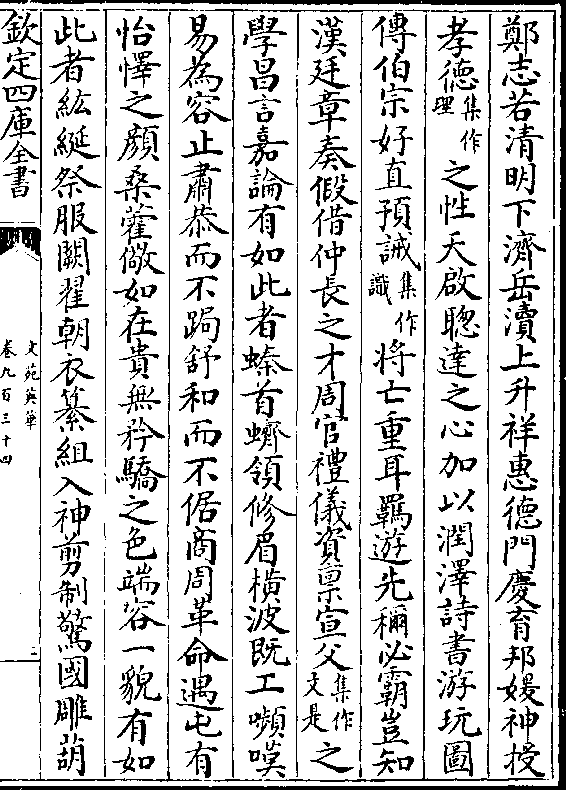 鄭志若清明下濟岳瀆上升祥惠德門慶育邦媛神授
孝德集作理之性天啟聰達之心加以潤澤詩書游玩圖
傳伯宗好直預誡集作識將亡重耳羈遊先稱必霸豈知
漢廷章奏假借仲長之才周官禮儀資稟宣父集作文是之
學昌言嘉論有如此者螓首蠐領修眉橫波既工嚬嘆
易為容止肅恭而不跼舒和而不倨商周革命遇屯有
怡懌之顏桑藿儆如在貴無矜驕之色端容一貌有如
此者紘綖祭服闕翟朝衣纂組入神剪制驚國雕葫
欽定四庫全書
文苑英華
卷九百三十四
三